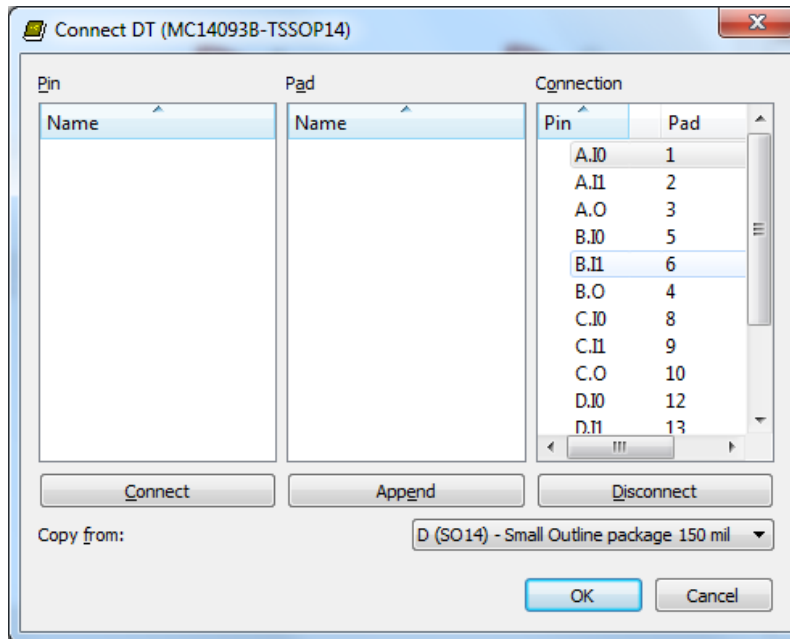 Connect DT (MC14093B-TSSOP14)
Pin Pad Connection
Name Name Pin Pad
A.I0 1
A.I1 2
A.O 3
B.I0 5
B.I1 6
B.O 4
C.I0 8
C.I1 9
C.O 10
D.I0 12
D.I1 13
Connect Append Disconnect
Copy from: D (SO14) - Small Outline package 150 mil
OK Cancel